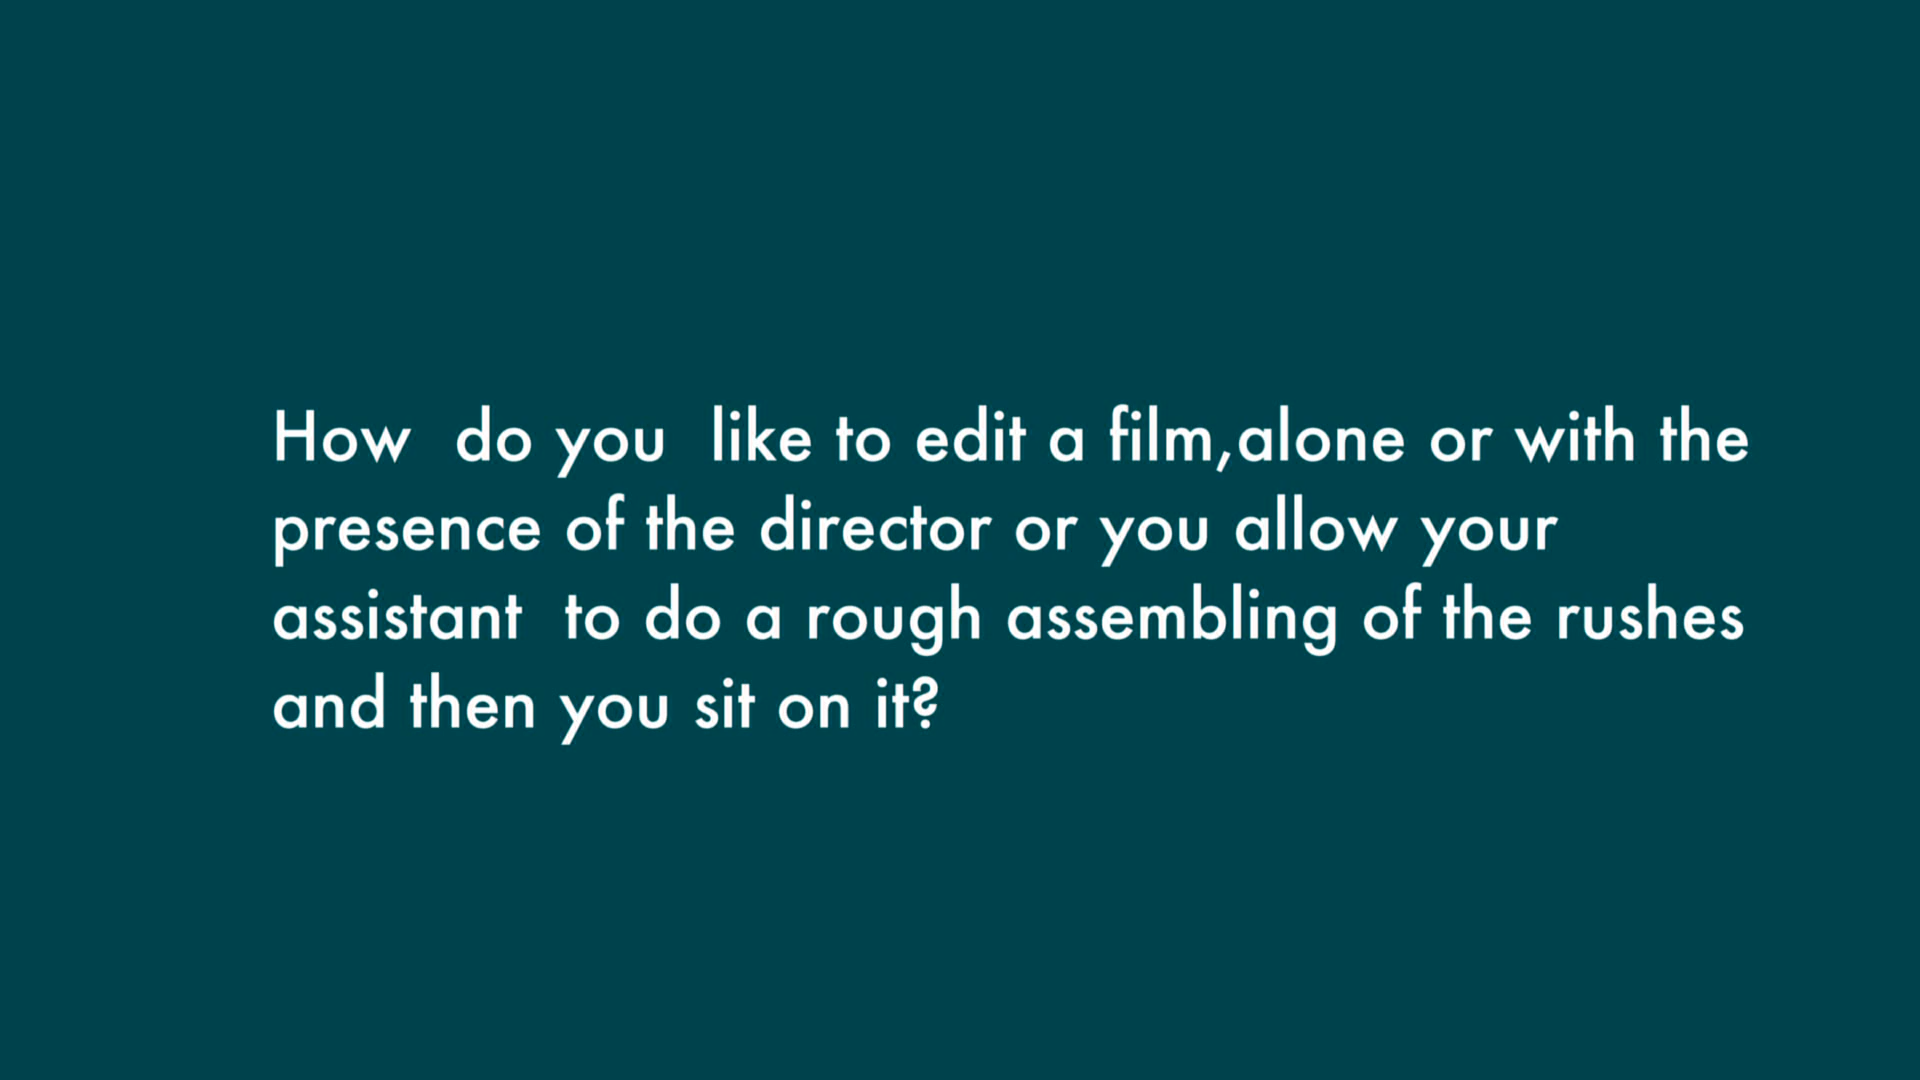 How do you like to edit a film,alone or with the
presence of the director or you allow your
assistant to do a rough assembling of the rushes
and then you sit on it?